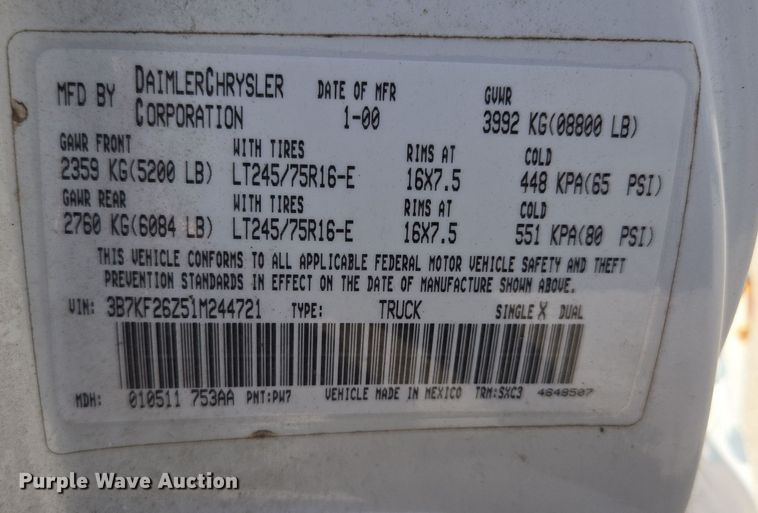 MFD BY DAIMLERCHRYSLER CORPORATION DATE OF MFR 1-00 GVWR 3992 KG(08800 LB)
GAWR FRONT WITH TIRES RIMS AT COLD
2359 KG(5200 LB) LT245/75R16-E 16X7.5 448 KPA(65 PSI)
GAWR REAR WITH TIRES RIMS AT COLD
2760 KG(6084 LB) LT245/75R16-E 16X7.5 551 KPA(80 PSI)
THIS VEHICLE CONFORMS TO ALL APPLICABLE FEDERAL MOTOR VEHICLE SAFETY AND THEFT
PREVENTION STANDARDS IN EFFECT ON THE DATE OF MANUFACTURE SHOWN ABOVE.
VIN: 3B7KF26Z51M244721 TYPE: TRUCK SINGLE X DUAL
MDH: 010511 753AA PNT:PW7 VEHICLE MADE IN MEXICO TRM:SXC3 4648507
Purple Wave Auction